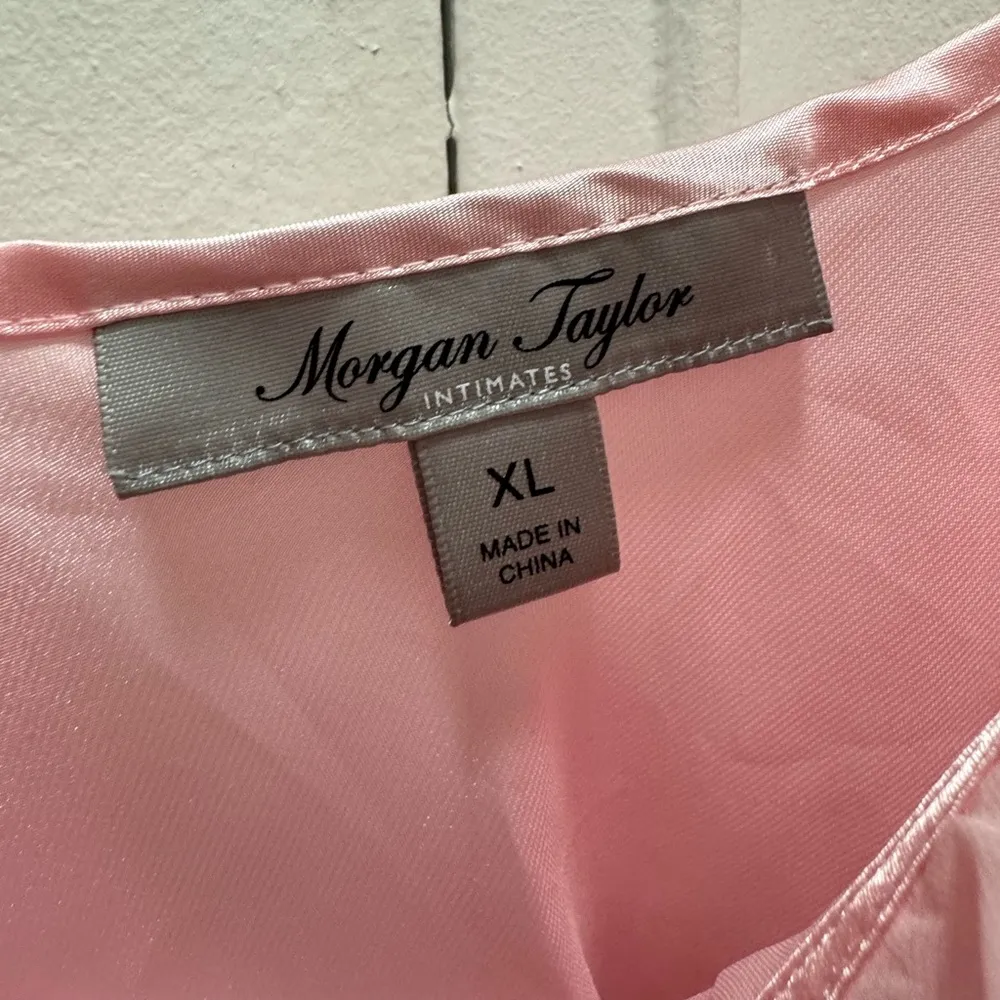 Morgan Taylor
INTIMATES
XL
MADE IN
CHINA